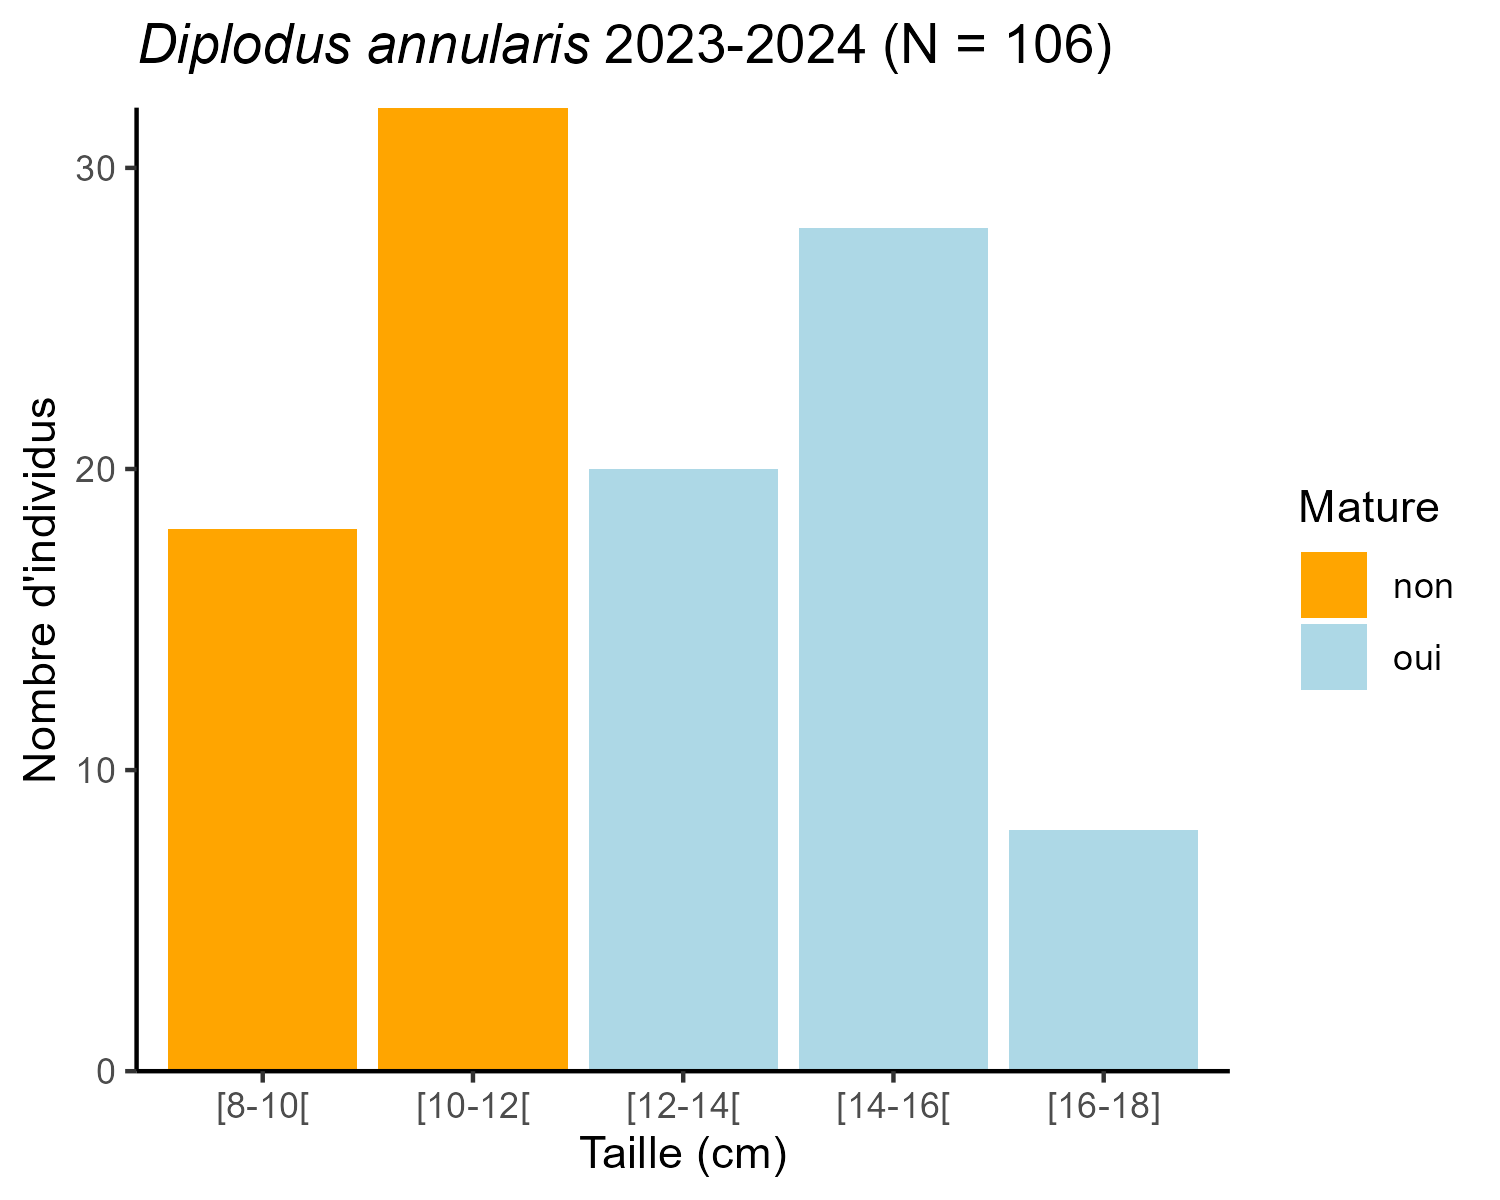 Diplodus annularis 2023-2024 (N = 106)
Nombre d'individus
30
20
10
0
[8-10[ [10-12[ [12-14[ [14-16[ [16-18]
Taille (cm)
Mature
non
oui